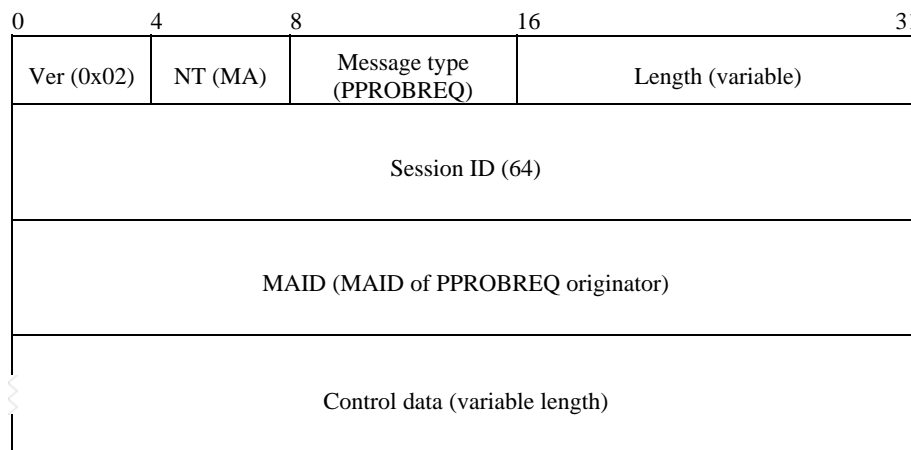 0 4 8 16 31
Ver (0x02) NT (MA) Message type (PPROBREQ) Length (variable)
Session ID (64)
MAID (MAID of PPROBREQ originator)
Control data (variable length)